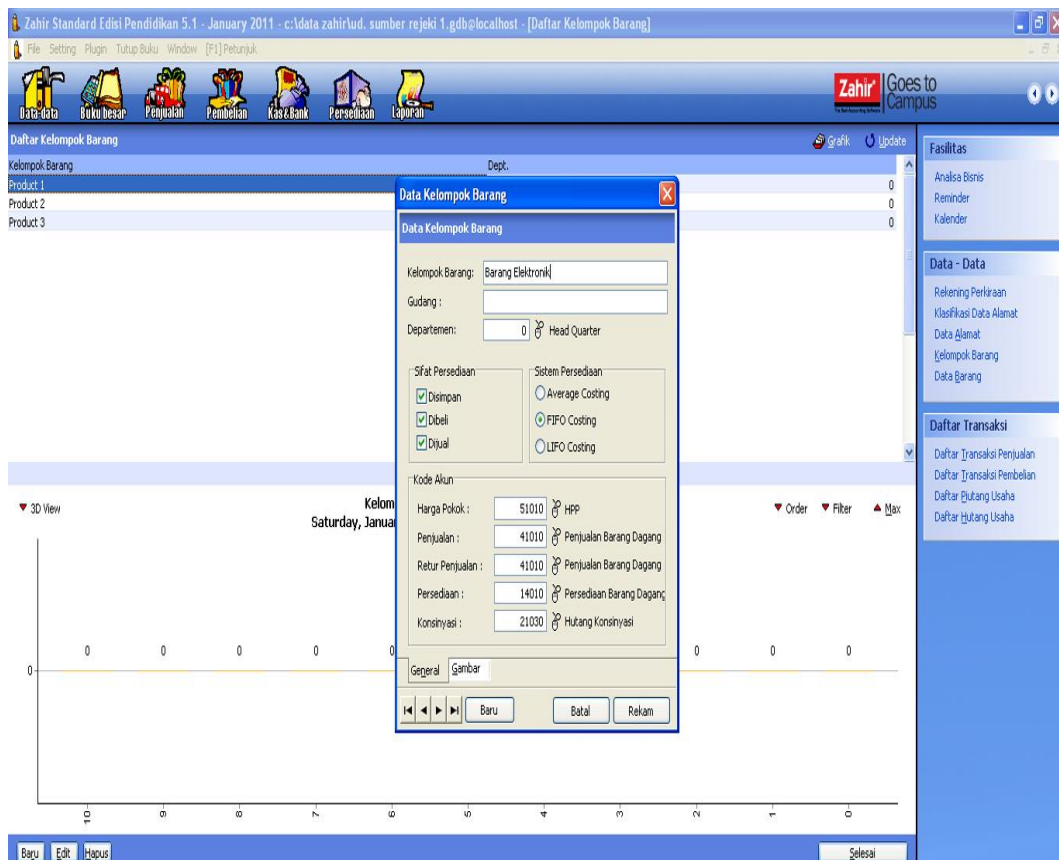 Zahir Standard Edisi Pendidikan 5.1 - January 2011 - c:\data zahir\ud. sumber rejeki 1.gdb@localhost - [Daftar Kelompok Barang]
File Setting Plugin Tutup Buku Window [F1] Petunjuk
Data-data Buku besar Penjualan Pembelian Kas&Bank Persediaan Laporan
Zahir Goes to Campus
Daftar Kelompok Barang Grafik Update
Kelompok Barang Dept.
Product 1 0
Product 2 0
Product 3 0
Data Kelompok Barang
Data Kelompok Barang
Kelompok Barang: Barang Elektronik
Gudang :
Departemen: 0 Head Quarter
Sifat Persediaan Sistem Persediaan
Disimpan Average Costing
Dibeli FIFO Costing
Dijual LIFO Costing
Kode Akun
Harga Pokok : 51010 HPP
Penjualan : 41010 Penjualan Barang Dagang
Retur Penjualan : 41010 Penjualan Barang Dagang
Persediaan : 14010 Persediaan Barang Dagang
Konsinyasi : 21030 Hutang Konsinyasi
General Gambar
Baru Batal Rekam
3D View Kelom Order Filter Max
Saturday, Janua
0 0 0 0 0 0 0 0
0
10 9 8 7 6 5 4 3 2 1 0
Baru Edit Hapus Selesai
Fasilitas
Analisa Bisnis
Reminder
Kalender
Data - Data
Rekening Perkiraan
Klasifikasi Data Alamat
Data Alamat
Kelompok Barang
Data Barang
Daftar Transaksi
Daftar Transaksi Penjualan
Daftar Transaksi Pembelian
Daftar Piutang Usaha
Daftar Hutang Usaha